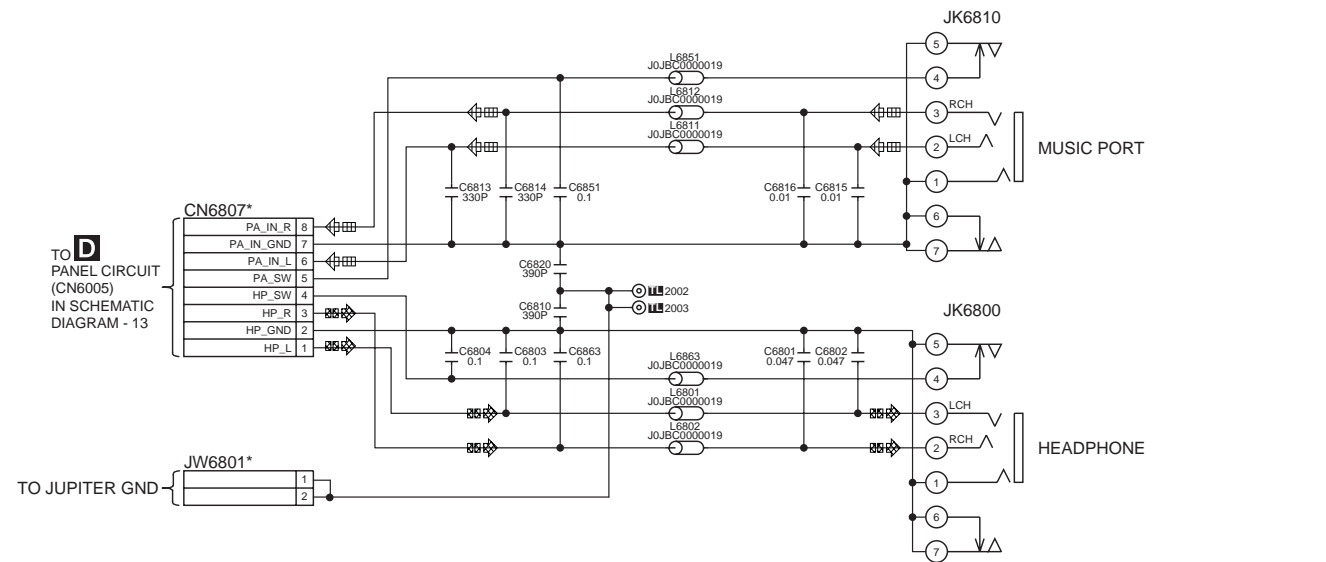 JK6810
5
L6851
J0JBC0000019
4
L6812
J0JBC0000019
3 RCH
L6811
J0JBC0000019
2 LCH
MUSIC PORT
C6813
330P
C6814
330P
C6851
0.1
C6816
0.01
C6815
0.01
1
6
7
CN6807*
PA_IN_R 8
PA_IN_GND 7
PA_IN_L 6
PA_SW 5
HP_SW 4
HP_R 3
HP_GND 2
HP_L 1
TO D
PANEL CIRCUIT
(CN6005)
IN SCHEMATIC
DIAGRAM - 13
C6820
390P
C6810
390P
TL 2002
TL 2003
JK6800
5
C6804
0.1
C6803
0.1
C6863
0.1
L6863
J0JBC0000019
C6801
0.047
C6802
0.047
4
L6801
J0JBC0000019
3 LCH
L6802
J0JBC0000019
2 RCH
HEADPHONE
1
6
7
JW6801*
1
2
TO JUPITER GND